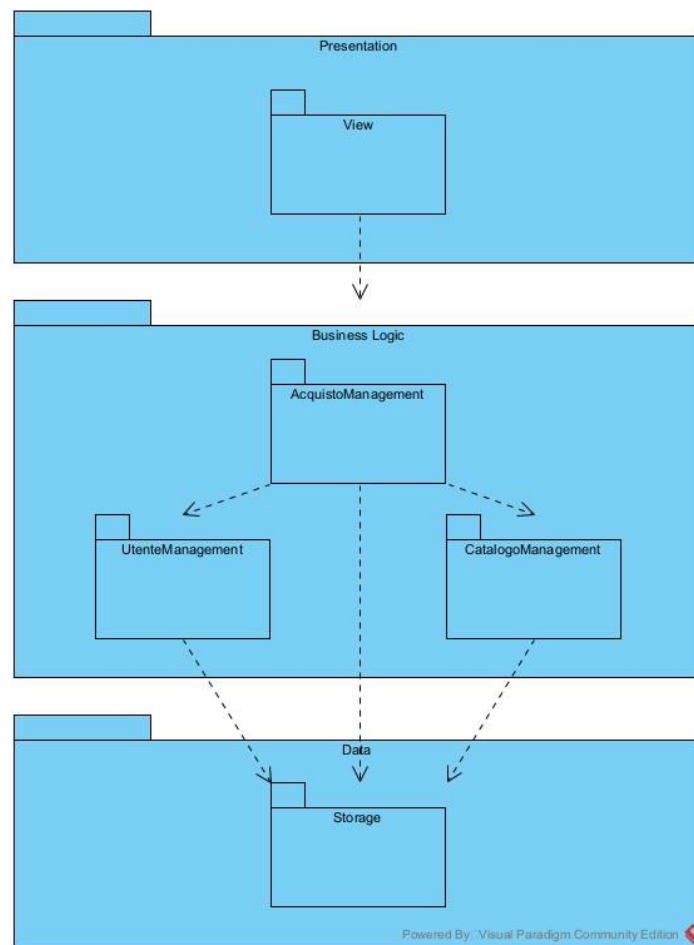 Presentation
View
Business Logic
AcquistoManagement
UtenteManagement
CatalogoManagement
Data
Storage
Powered By Visual Paradigm Community Edition